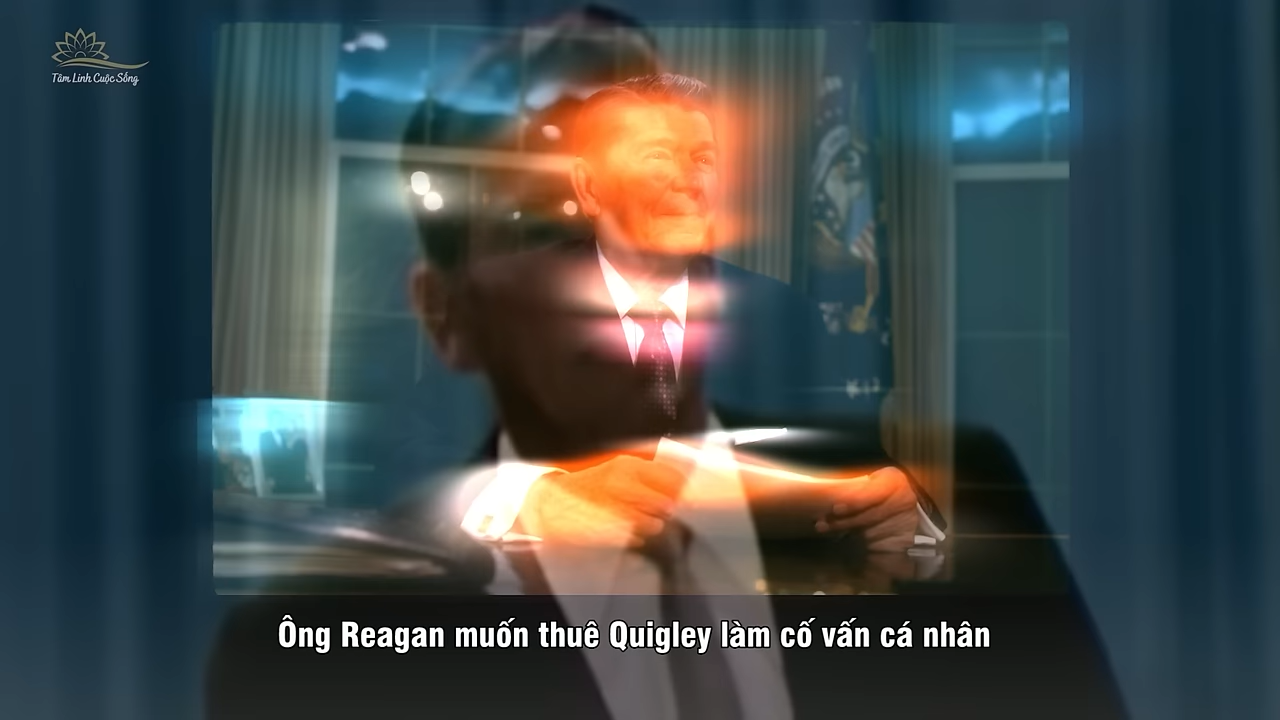 Tâm Linh Cuộc Sống
Ông Reagan muốn thuê Quigley làm cố vấn cá nhân